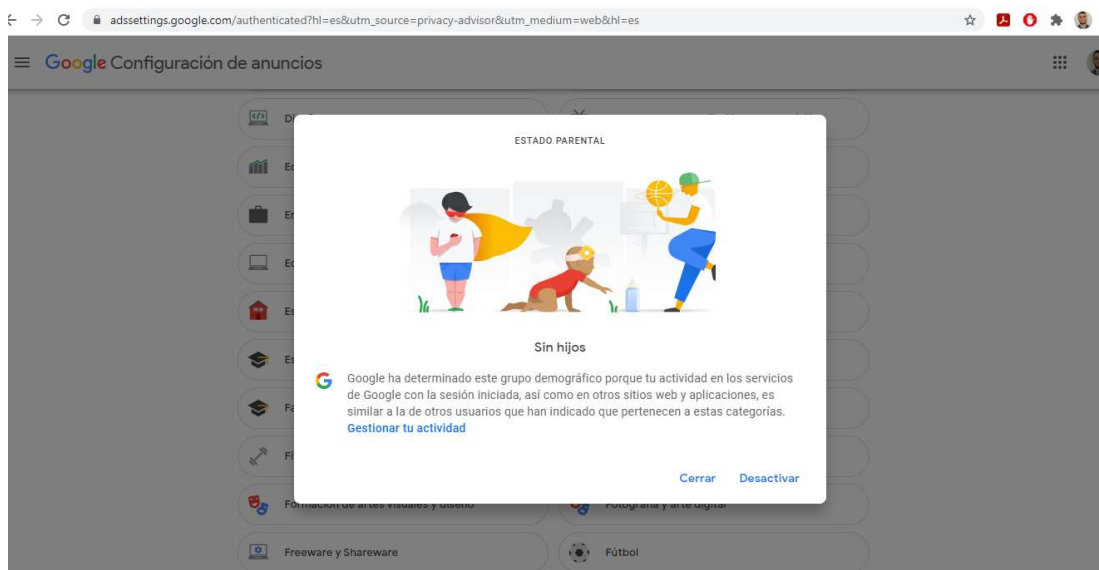 adssettings.google.com/authenticated?hl=es&utm_source=privacy-advisor&utm_medium=web&hl=es
Google Configuración de anuncios
ESTADO PARENTAL
Sin hijos
Google ha determinado este grupo demográfico porque tu actividad en los servicios
de Google con la sesión iniciada, así como en otros sitios web y aplicaciones, es
similar a la de otros usuarios que han indicado que pertenecen a estas categorías.
Gestionar tu actividad
Cerrar Desactivar
Formación de artes visuales y diseño Fotografía y arte digital
Freeware y Shareware Fútbol